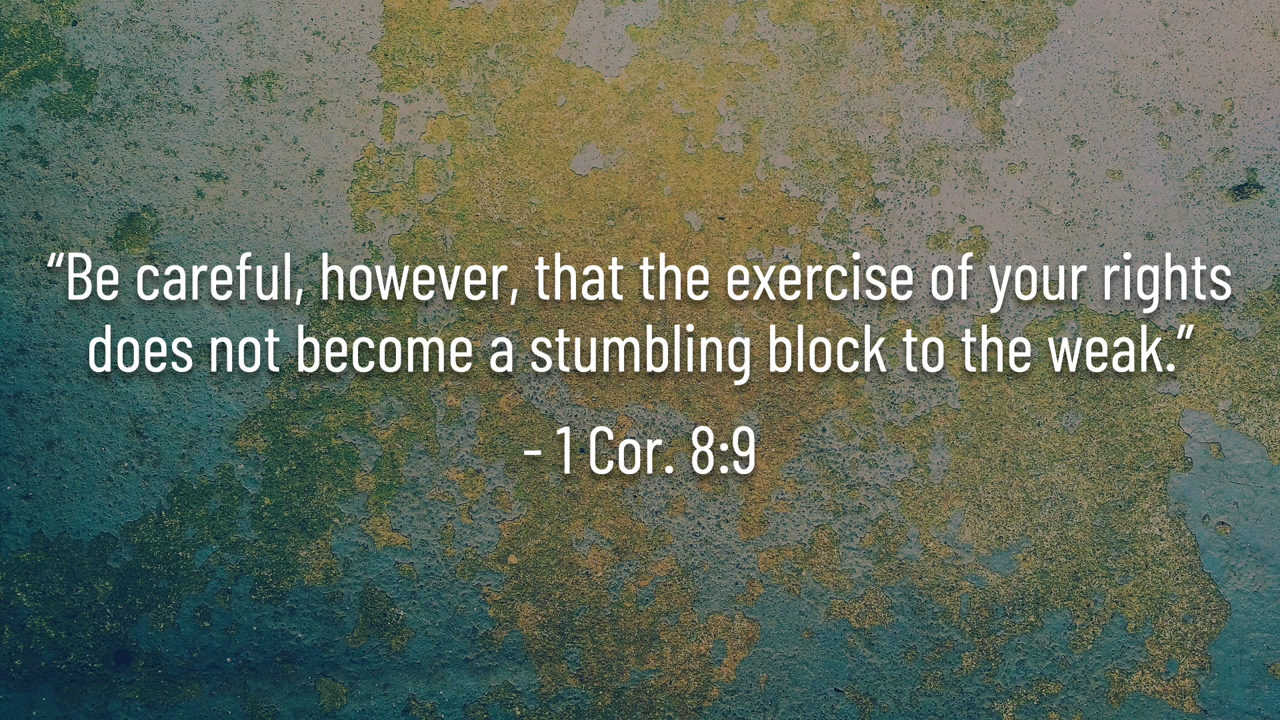 “Be careful, however, that the exercise of your rights
does not become a stumbling block to the weak.”
- 1 Cor. 8:9